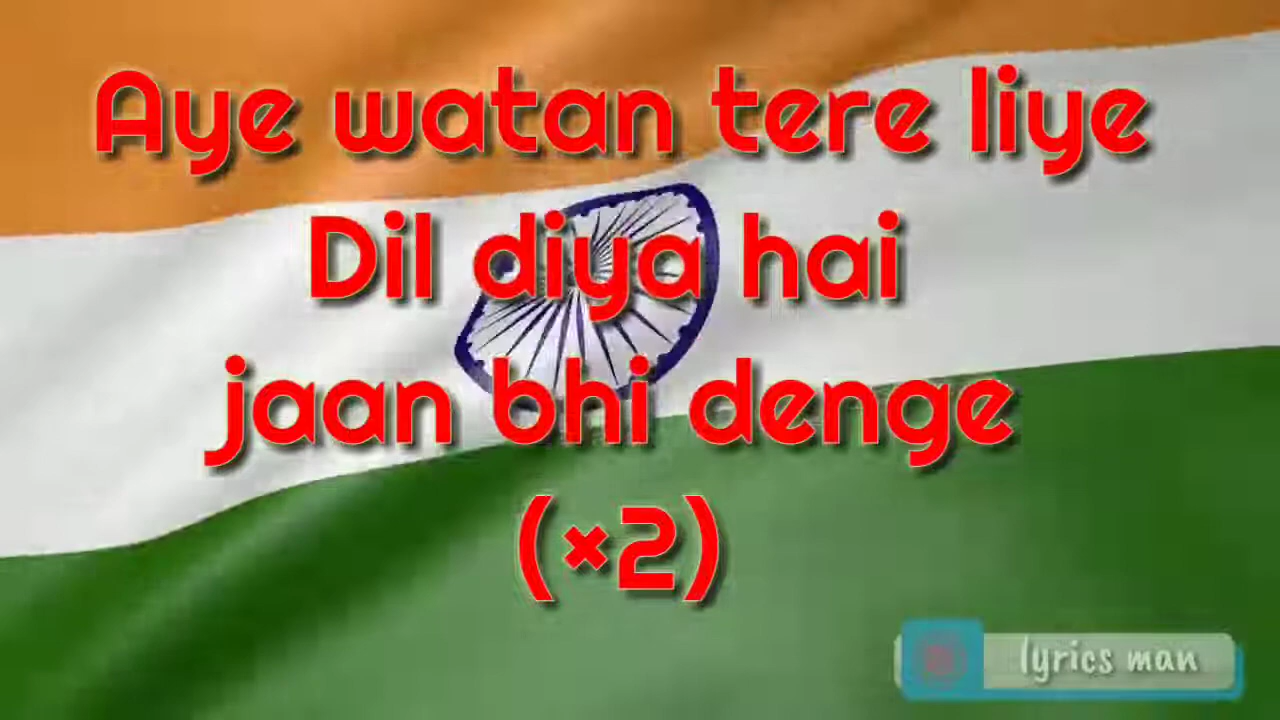 Aye watan tere liye
Dil diya hai
jaan bhi denge
(×2)
lyrics man